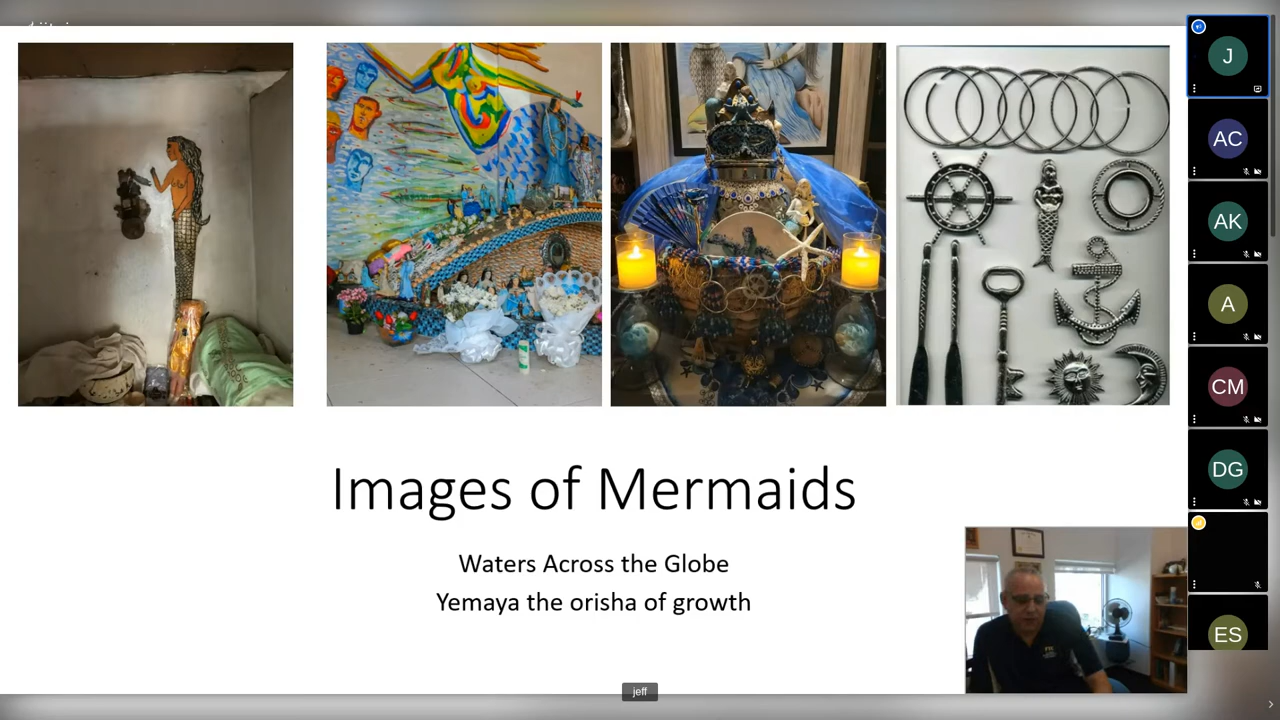 Images of Mermaids
Waters Across the Globe
Yemaya the orisha of growth
jeff
J
AC
AK
A
CM
DG
ES